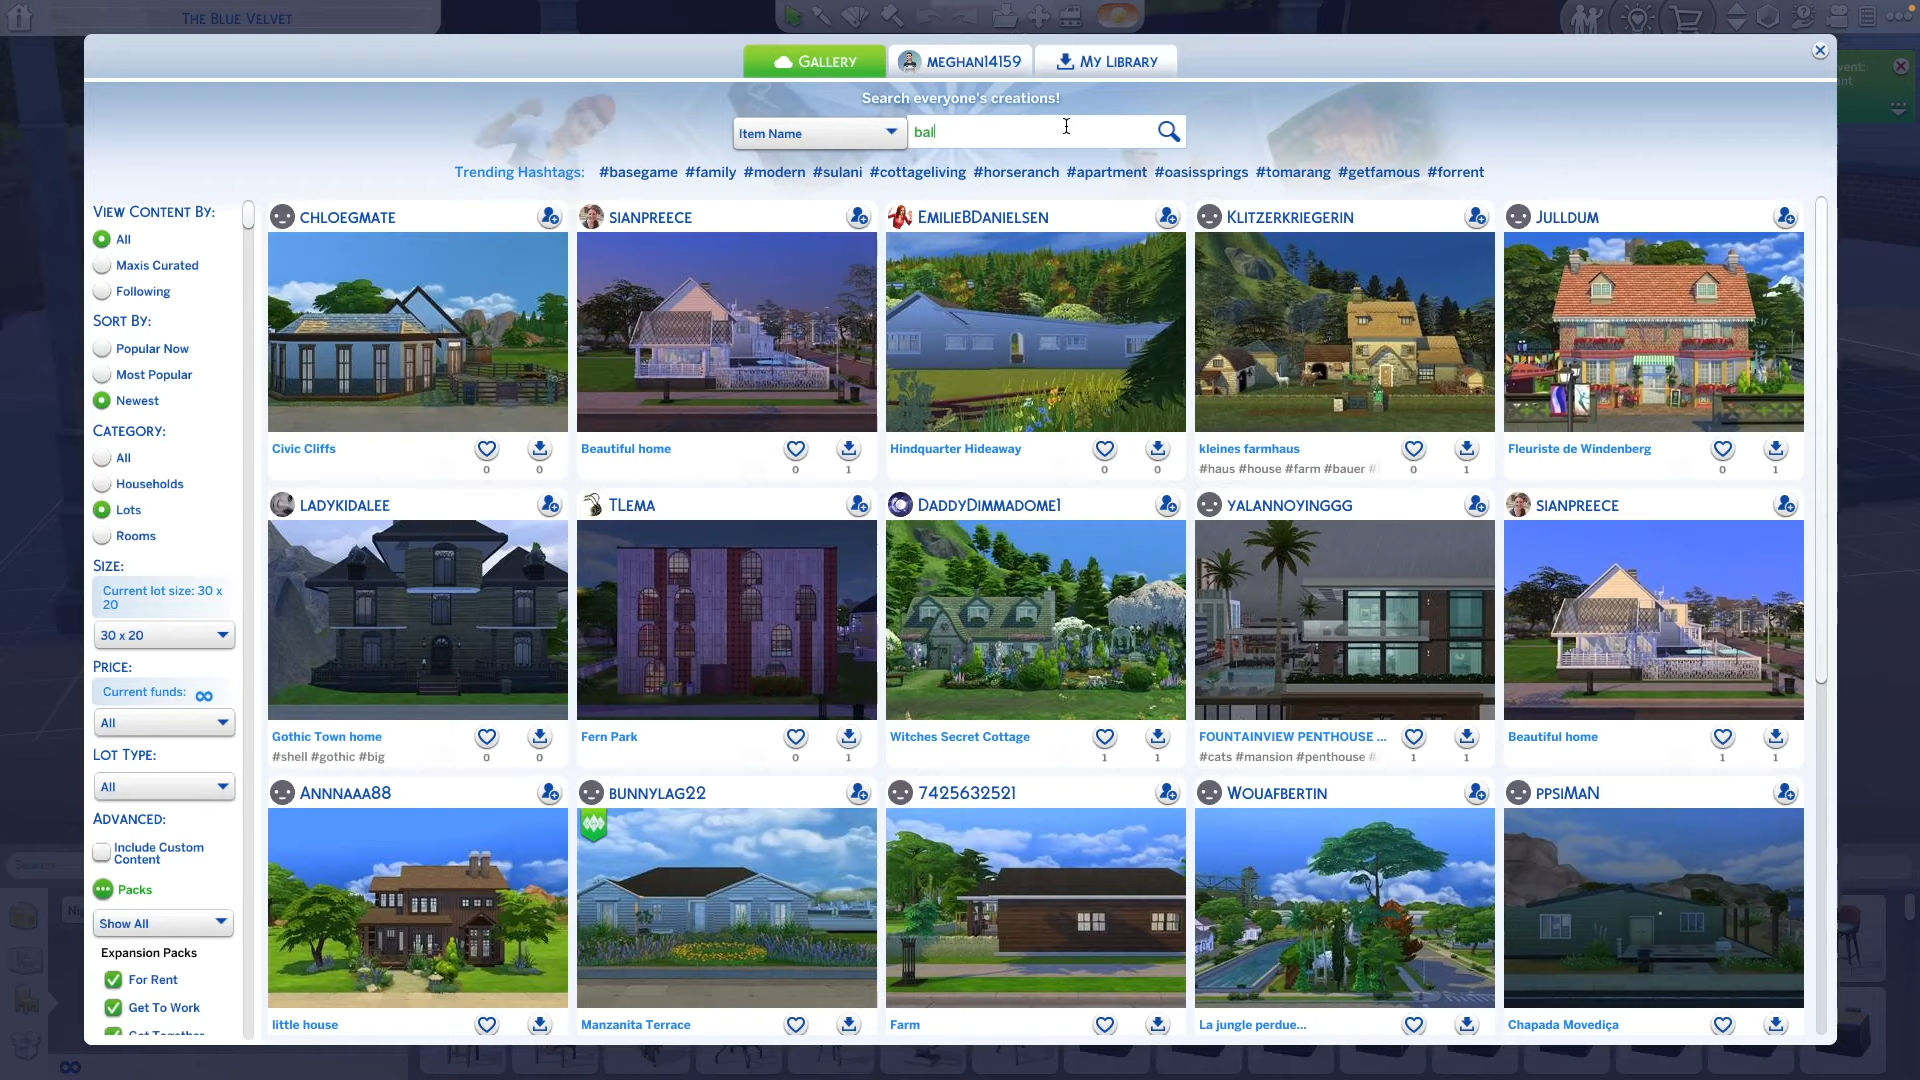 THE BLUE VELVET
GALLERY
MEGHAN14159
MY LIBRARY
Search everyone's creations!
Item Name
bal
Trending Hashtags: #basegame #family #modern #sulani #cottageliving #horseranch #apartment #oasissprings #tomarang #getfamous #forrent
VIEW CONTENT BY:
All
Maxis Curated
Following
SORT BY:
Popular Now
Most Popular
Newest
CATEGORY:
All
Households
Lots
Rooms
SIZE:
Current lot size: 30 x
20
30 x 20
PRICE:
Current funds: ∞
All
LOT TYPE:
All
ADVANCED:
Include Custom
Content
Packs
Show All
Expansion Packs
For Rent
Get To Work
Get Together
CHLOEGMATE
SIANPREECE
EMILIEBDANIELSEN
KLITZERKRIEGERIN
JULLDUM
Civic Cliffs
0
0
Beautiful home
0
1
Hindquarter Hideaway
0
0
kleines farmhaus
#haus #house #farm #bauer #
0
1
Fleuriste de Windenberg
0
1
LADYKIDALEE
TLEMA
DADDYDIMMADOME1
YALANNOYINGGG
SIANPREECE
Gothic Town home
#shell #gothic #big
0
0
Fern Park
0
1
Witches Secret Cottage
1
1
FOUNTAINVIEW PENTHOUSE ...
#cats #mansion #penthouse #
1
1
Beautiful home
1
1
ANNNAAA88
BUNNYLAG22
7425632521
WOUAFBERTIN
PPSIMAN
little house
Manzanita Terrace
Farm
La jungle perdue...
Chapada Movediça